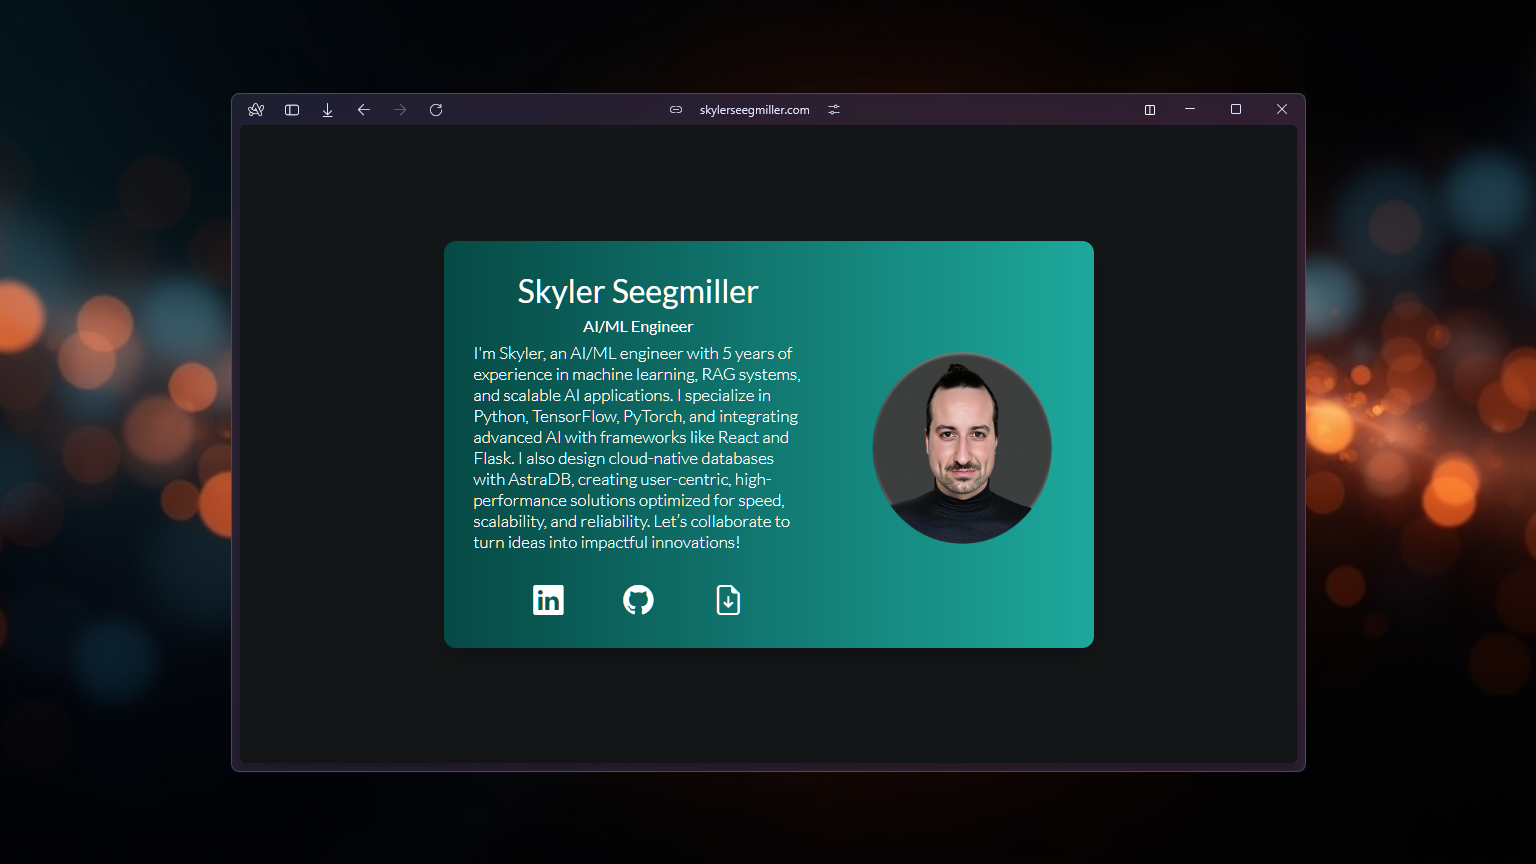 skylerseegmiller.com
Skyler Seegmiller
AI/ML Engineer
I'm Skyler, an AI/ML engineer with 5 years of
experience in machine learning, RAG systems,
and scalable AI applications. I specialize in
Python, TensorFlow, PyTorch, and integrating
advanced AI with frameworks like React and
Flask. I also design cloud-native databases
with AstraDB, creating user-centric, high-
performance solutions optimized for speed,
scalability, and reliability. Let’s collaborate to
turn ideas into impactful innovations!
in